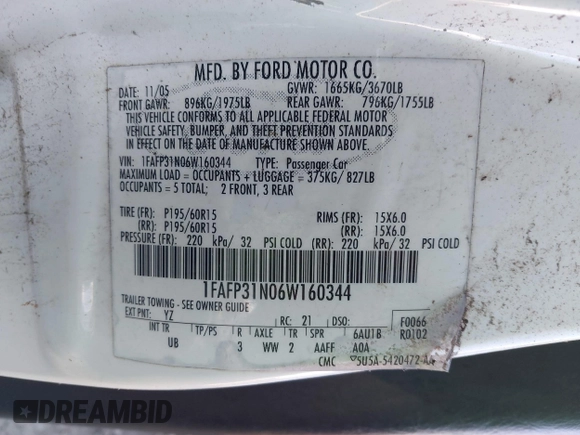 MFD. BY FORD MOTOR CO.
DATE: 11/05 GVWR: 1665KG/3670LB
FRONT GAWR: 896KG/1975LB REAR GAWR: 796KG/1755LB
THIS VEHICLE CONFORMS TO ALL APPLICABLE FEDERAL MOTOR
VEHICLE SAFETY, BUMPER, AND THEFT PREVENTION STANDARDS
IN EFFECT ON THE DATE OF MANUFACTURE SHOWN ABOVE.
VIN: 1FAFP31N06W160344 TYPE: Passenger Car
MAXIMUM LOAD = OCCUPANTS + LUGGAGE = 375KG/ 827LB
OCCUPANTS = 5 TOTAL; 2 FRONT, 3 REAR
TIRE (FR): P195/60R15 RIMS (FR): 15X6.0
(RR): P195/60R15 (RR): 15X6.0
PRESSURE (FR): 220 kPa/ 32 PSI COLD (RR): 220 kPa/ 32 PSI COLD
1FAFP31N06W160344
TRAILER TOWING - SEE OWNER GUIDE
EXT PNT: YZ RC: 21 DSO: F0066
R0102
INT TR TP/PS R AXLE TR SPR 6AU1B
UB 3 WW 2 AAFF A0A
CMC 5U5A-5420472-AA
DREAMBID